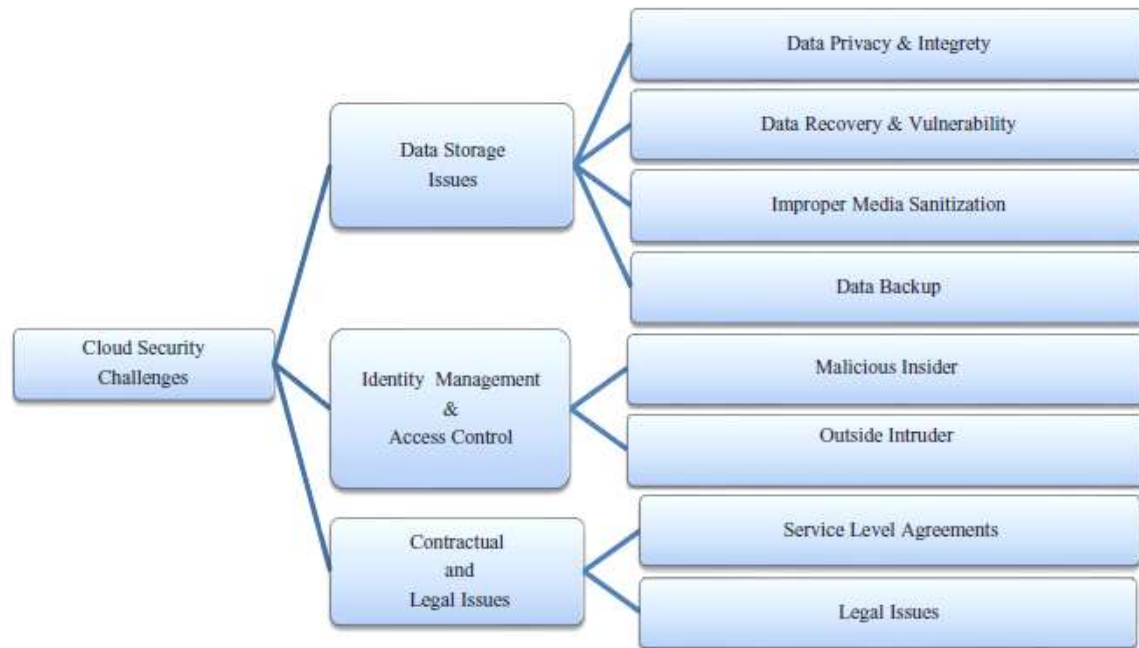 Cloud Security
Challenges
Data Storage
Issues
Data Privacy & Integrety
Data Recovery & Vulnerability
Improper Media Sanitization
Data Backup
Identity Management
&
Access Control
Malicious Insider
Outside Intruder
Contractual
and
Legal Issues
Service Level Agreements
Legal Issues